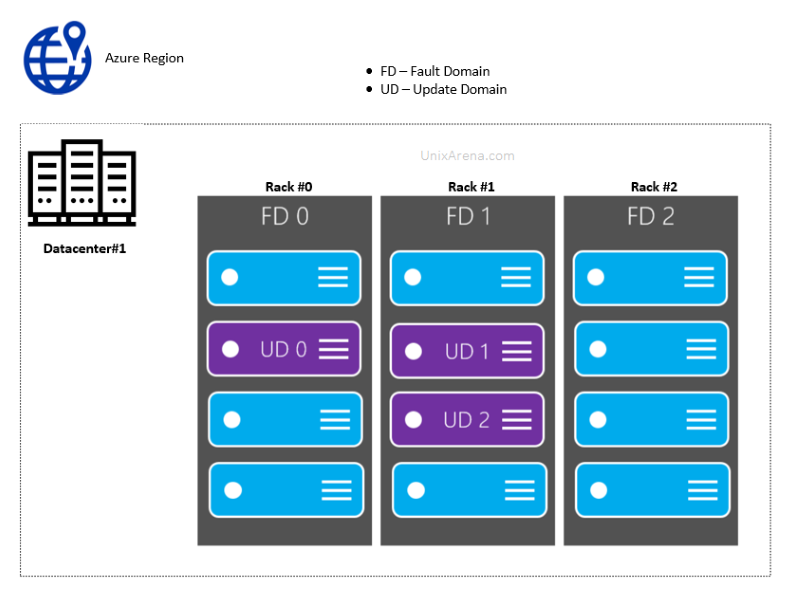 Azure Region
● FD – Fault Domain
● UD – Update Domain
UnixArena.com
Rack #0
Rack #1
Rack #2
FD 0
FD 1
FD 2
Datacenter#1
UD 0
UD 1
UD 2